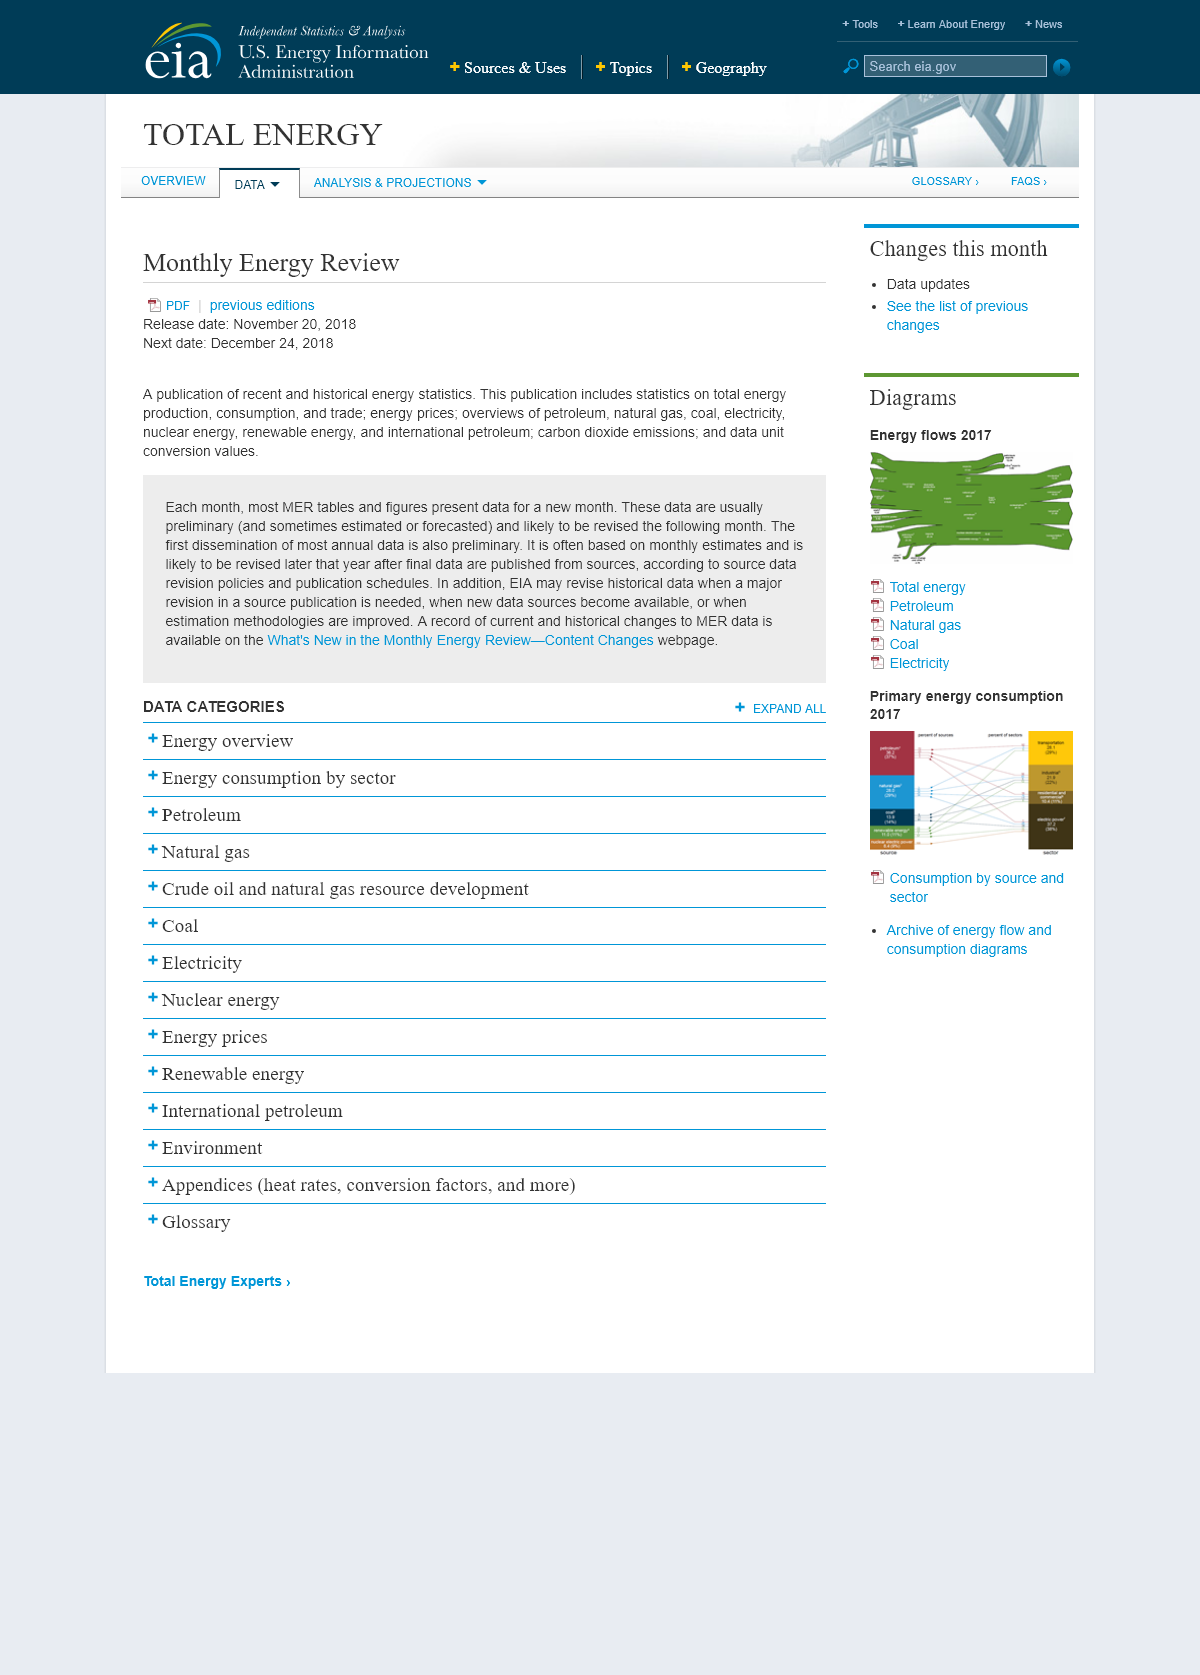 Independent Statistics & Analysis
eia U.S. Energy Information
Administration
+ Sources & Uses
+ Topics
+ Geography
+ Tools
+ Learn About Energy
+ News
Search eia.gov
TOTAL ENERGY
OVERVIEW
DATA
ANALYSIS & PROJECTIONS
GLOSSARY ›
FAQS ›
Monthly Energy Review
PDF | previous editions
Release date: November 20, 2018
Next date: December 24, 2018
A publication of recent and historical energy statistics. This publication includes statistics on total energy
production, consumption, and trade; energy prices; overviews of petroleum, natural gas, coal, electricity,
nuclear energy, renewable energy, and international petroleum; carbon dioxide emissions; and data unit
conversion values.
Each month, most MER tables and figures present data for a new month. These data are usually
preliminary (and sometimes estimated or forecasted) and likely to be revised the following month. The
first dissemination of most annual data is also preliminary. It is often based on monthly estimates and is
likely to be revised later that year after final data are published from sources, according to source data
revision policies and publication schedules. In addition, EIA may revise historical data when a major
revision in a source publication is needed, when new data sources become available, or when
estimation methodologies are improved. A record of current and historical changes to MER data is
available on the What's New in the Monthly Energy Review—Content Changes webpage.
DATA CATEGORIES
+ EXPAND ALL
+ Energy overview
+ Energy consumption by sector
+ Petroleum
+ Natural gas
+ Crude oil and natural gas resource development
+ Coal
+ Electricity
+ Nuclear energy
+ Energy prices
+ Renewable energy
+ International petroleum
+ Environment
+ Appendices (heat rates, conversion factors, and more)
+ Glossary
Total Energy Experts ›
Changes this month
• Data updates
• See the list of previous
changes
Diagrams
Energy flows 2017
Total energy
Petroleum
Natural gas
Coal
Electricity
Primary energy consumption
2017
percent of sources
percent of sectors
source
sector
Consumption by source and
sector
• Archive of energy flow and
consumption diagrams